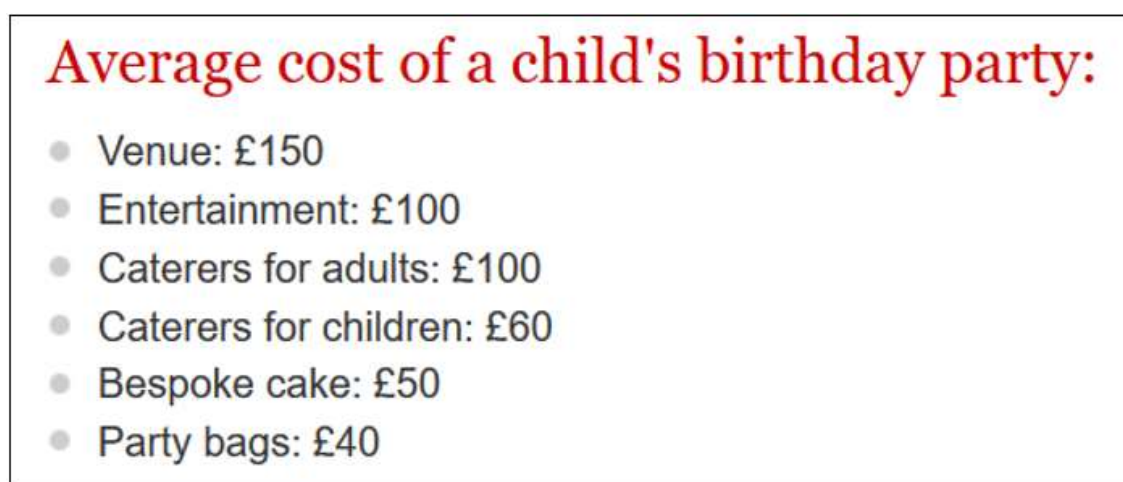 Average cost of a child's birthday party:
Venue: £150
Entertainment: £100
Caterers for adults: £100
Caterers for children: £60
Bespoke cake: £50
Party bags: £40